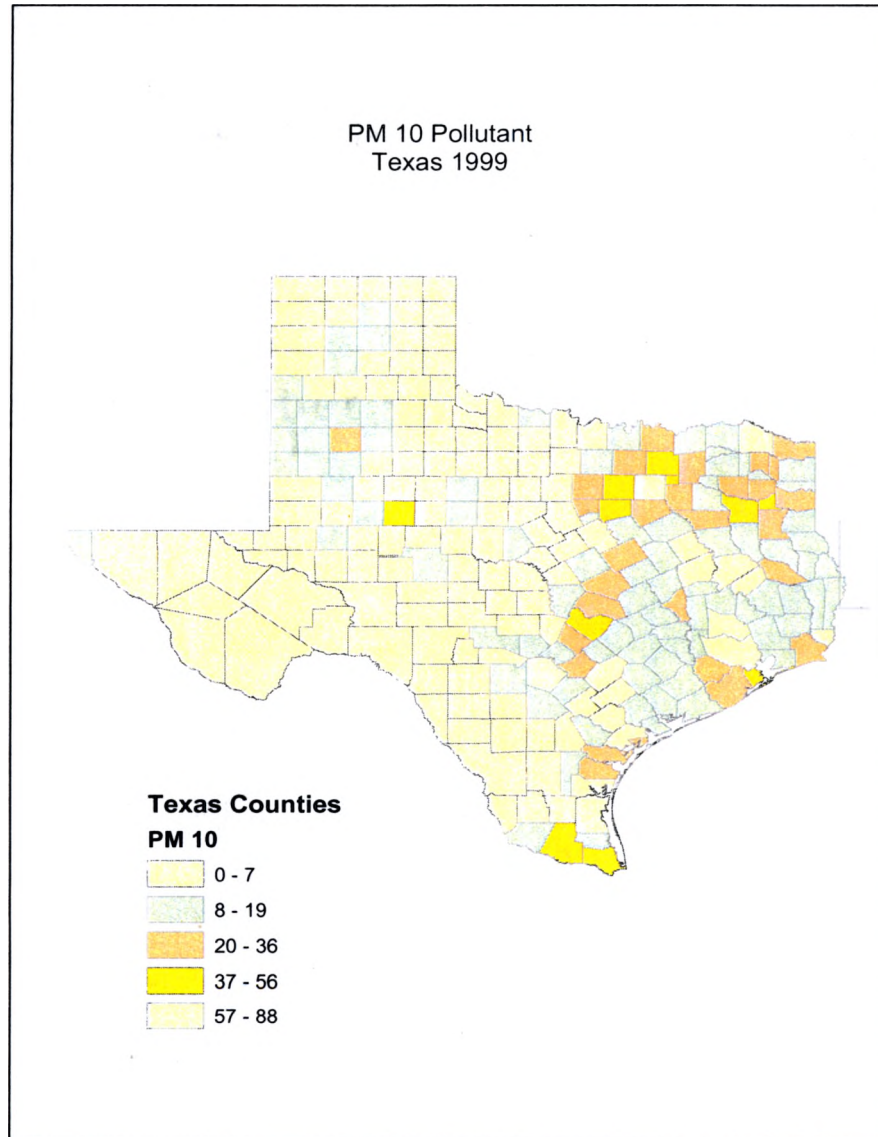 PM 10 Pollutant
Texas 1999
Texas Counties
PM 10
0 - 7
8 - 19
20 - 36
37 - 56
57 - 88